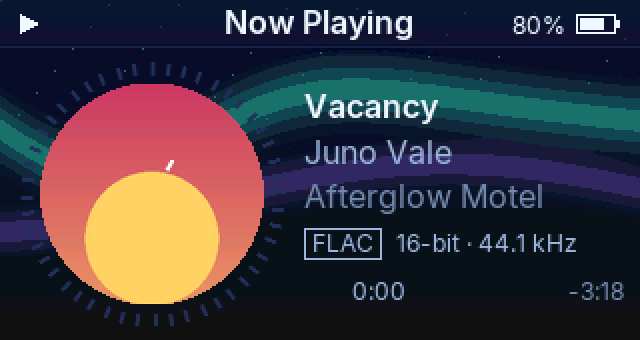 Now Playing 80%
Vacancy
Juno Vale
Afterglow Motel
FLAC 16-bit · 44.1 kHz
0:00 -3:18